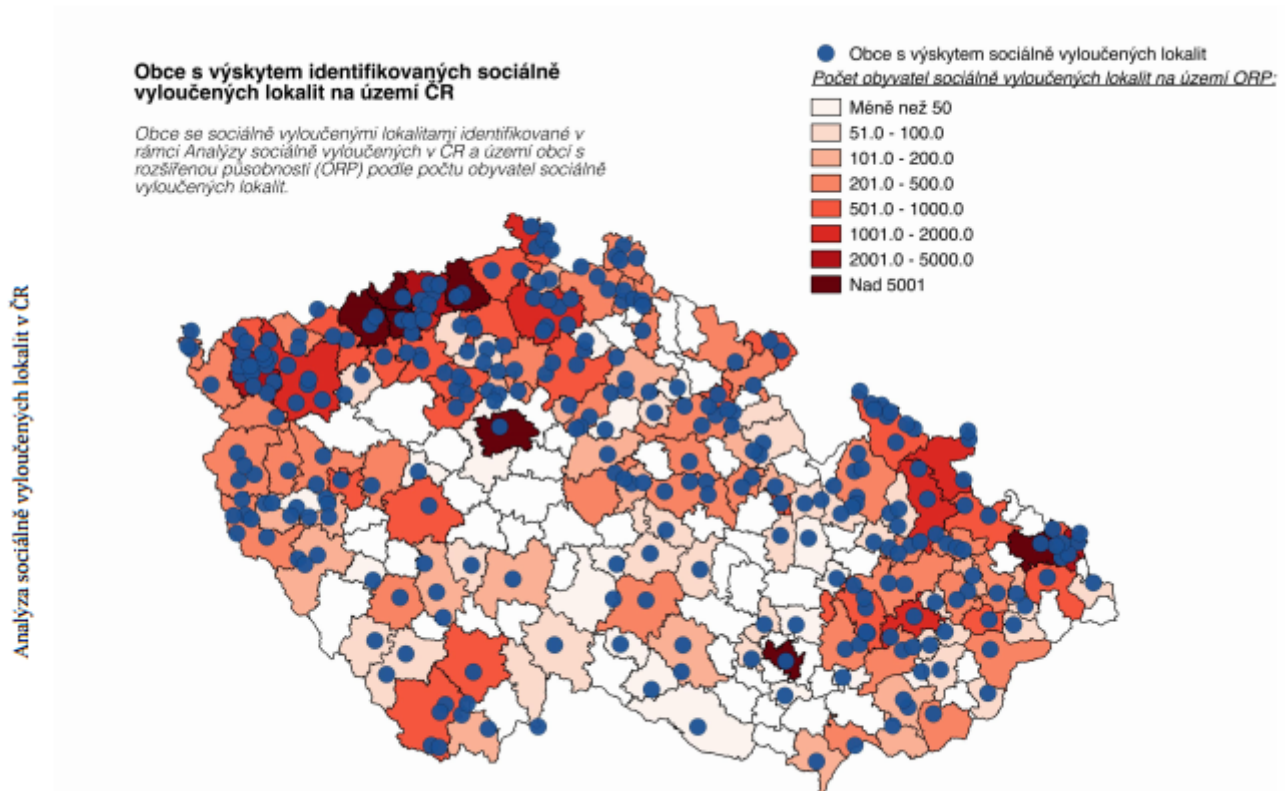 Obce s výskytem identifikovaných sociálně
vyloučených lokalit na území ČR
Obce se sociálně vyloučenými lokalitami identifikované v
rámci Analýzy sociálně vyloučených v ČR a území obcí s
rozšířenou působností (ORP) podle počtu obyvatel sociálně
vyloučených lokalit.
Obce s výskytem sociálně vyloučených lokalit
Počet obyvatel sociálně vyloučených lokalit na území ORP:
Méně než 50
51.0 - 100.0
101.0 - 200.0
201.0 - 500.0
501.0 - 1000.0
1001.0 - 2000.0
2001.0 - 5000.0
Nad 5001
Analýza sociálně vyloučených lokalit v ČR